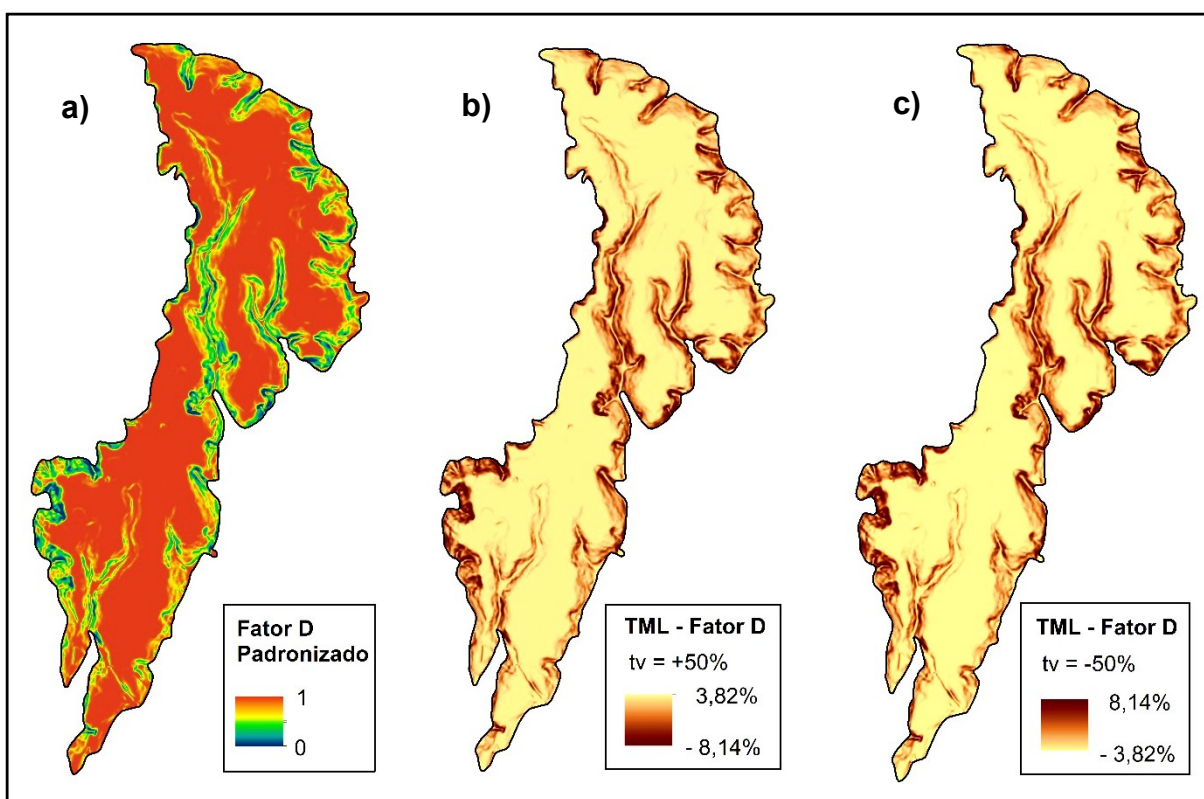 a)
b)
c)
Fator D
Padronizado
1
0
TML - Fator D
tv = +50%
3,82%
- 8,14%
TML - Fator D
tv = -50%
8,14%
- 3,82%